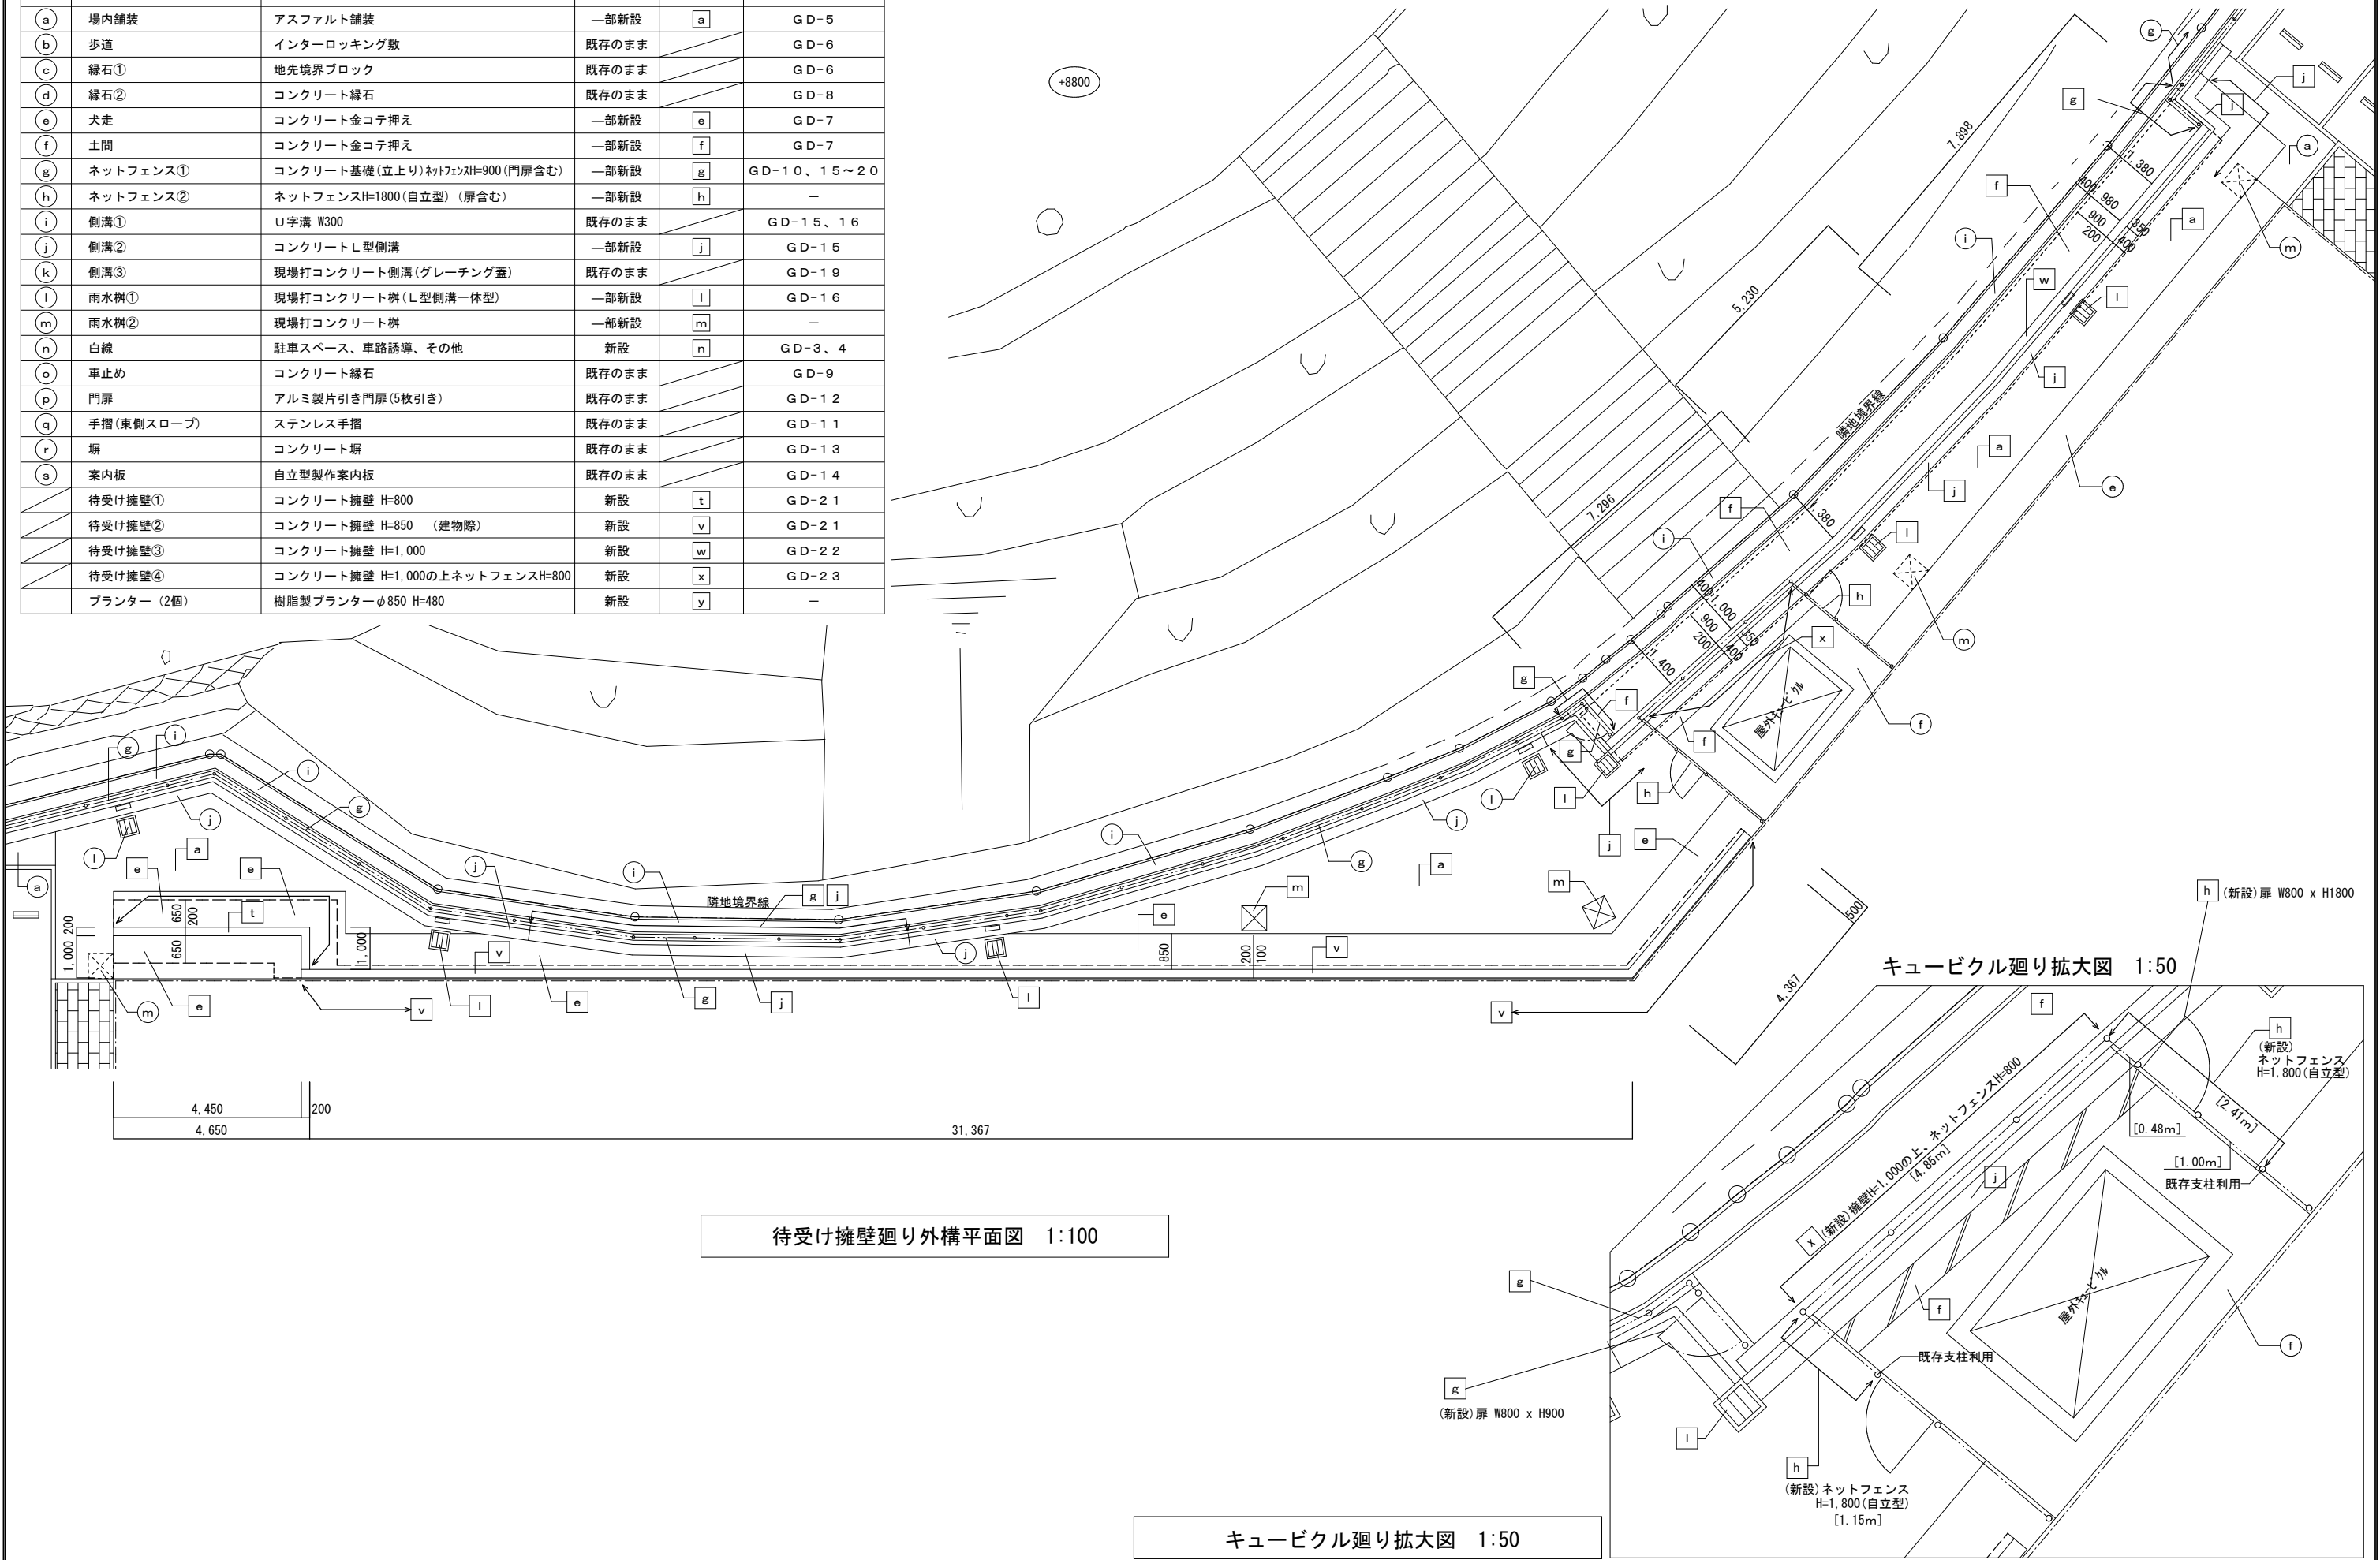 a 場内舗装 アスファルト舗装 一部新設 a GD-5
b 歩道 インターロッキング敷 既存のまま GD-6
c 縁石① 地先境界ブロック 既存のまま GD-6
d 縁石② コンクリート縁石 既存のまま GD-8
e 犬走 コンクリート金コテ押え 一部新設 e GD-7
f 土間 コンクリート金コテ押え 一部新設 f GD-7
g ネットフェンス① コンクリート基礎(立上り)ﾈｯﾄﾌｪﾝｽH=900(門扉含む) 一部新設 g GD-10、15～20
h ネットフェンス② ネットフェンスH=1800(自立型)(扉含む) 一部新設 h －
i 側溝① U字溝 W300 既存のまま GD-15、16
j 側溝② コンクリートL型側溝 一部新設 j GD-15
k 側溝③ 現場打コンクリート側溝(グレーチング蓋) 既存のまま GD-19
l 雨水桝① 現場打コンクリート桝(L型側溝一体型) 一部新設 l GD-16
m 雨水桝② 現場打コンクリート桝 一部新設 m －
n 白線 駐車スペース、車路誘導、その他 新設 n GD-3、4
o 車止め コンクリート縁石 既存のまま GD-9
p 門扉 アルミ製片引き門扉(5枚引き) 既存のまま GD-12
q 手摺(東側スロープ) ステンレス手摺 既存のまま GD-11
r 塀 コンクリート塀 既存のまま GD-13
s 案内板 自立型製作案内板 既存のまま GD-14
待受け擁壁① コンクリート擁壁 H=800 新設 t GD-21
待受け擁壁② コンクリート擁壁 H=850 (建物際) 新設 v GD-21
待受け擁壁③ コンクリート擁壁 H=1,000 新設 w GD-22
待受け擁壁④ コンクリート擁壁 H=1,000の上ネットフェンスH=800 新設 x GD-23
プランター (2個) 樹脂製プランターφ850 H=480 新設 y －
+8800
g
j
g
j
a
7,898
1,380
400
980
900
200
350
400
f
a
m
i
w
l
5,230
j
隣地境界線
a
j
e
7,296
f
1,380
i
l
m
400
1,000
900
200
350
400
h
x
m
1,400
g
f
屋外ｷｭｰﾋﾞｸﾙ
f
f
g
h
l
l
j
e
g
i
i
g
j
l
a
e
e
a
j
i
i
j
g
a
m
m
隣地境界線
g j
t
650
200
650
1,000
200
1,000
v
j
e
850
200
100
v
m
e
v
l
e
g
j
l
v
500
4,367
h (新設)扉 W800 x H1800
キュービクル廻り拡大図 1:50
4,450
200
4,650
31,367
待受け擁壁廻り外構平面図 1:100
f
h
(新設)
ネットフェンス
H=1,800(自立型)
[2.41m]
[0.48m]
[1.00m]
既存支柱利用
x (新設)擁壁H=1,000の上、ネットフェンスH=800
[4.85m]
j
屋外ｷｭｰﾋﾞｸﾙ
f
f
g
既存支柱利用
g
(新設)扉 W800 x H900
l
h
(新設)ネットフェンス
H=1,800(自立型)
[1.15m]
キュービクル廻り拡大図 1:50